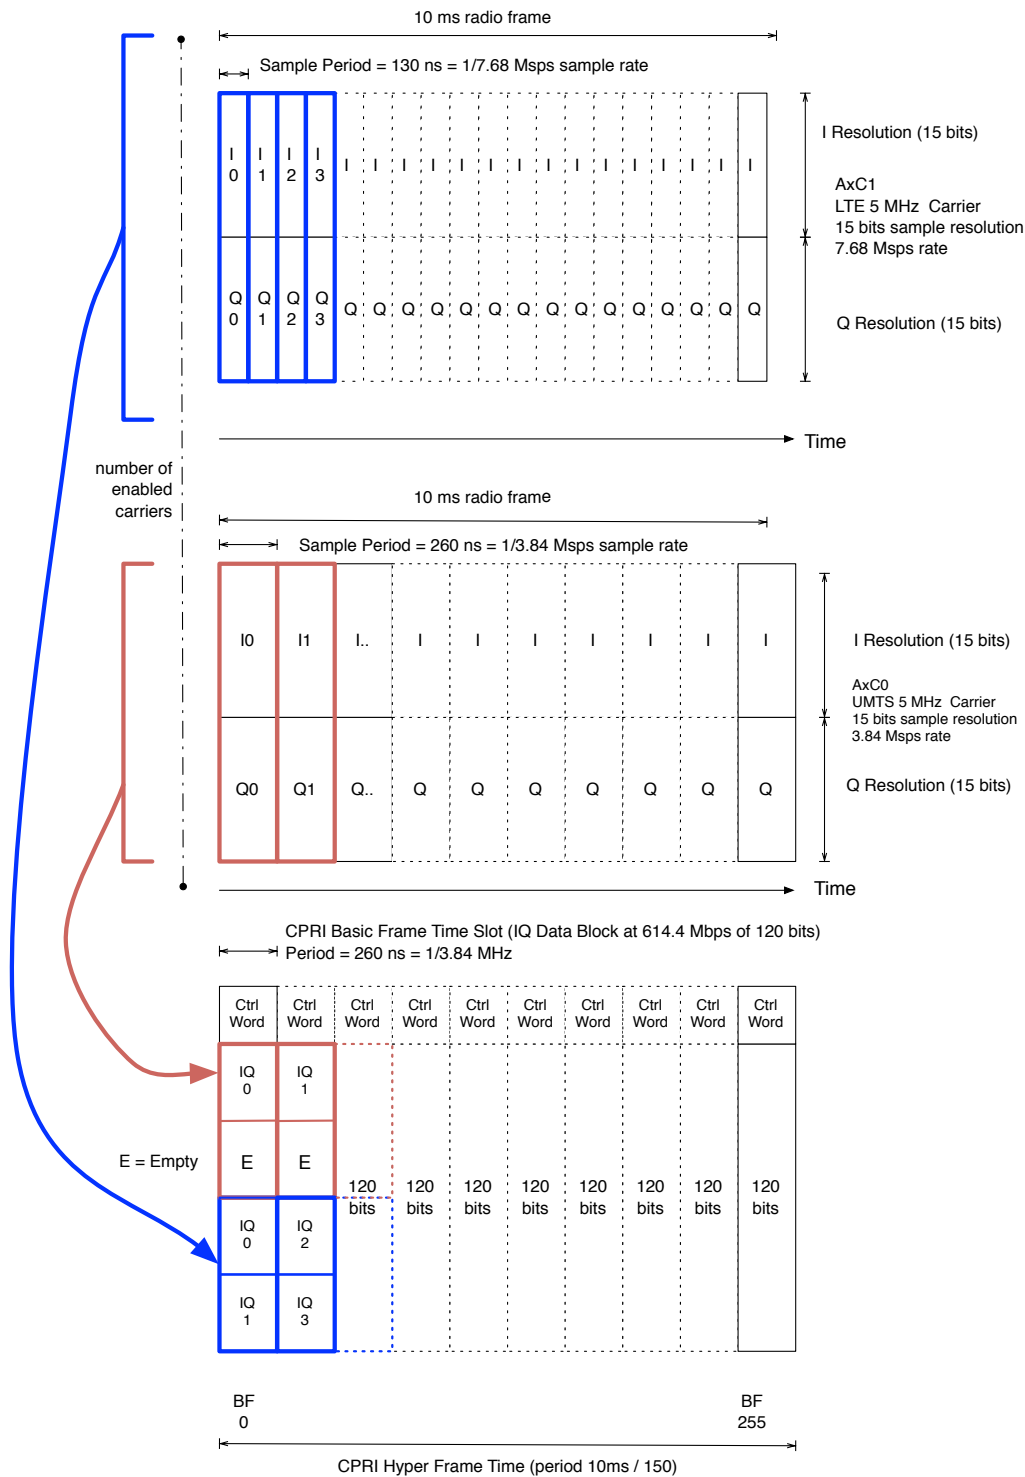 10 ms radio frame
Sample Period = 130 ns = 1/7.68 Msps sample rate
I I I I I I I I I I I I I I I I I I I
0 1 2 3
I Resolution (15 bits)
AxC1
LTE 5 MHz Carrier
15 bits sample resolution
7.68 Msps rate
Q Q Q Q Q Q Q Q Q Q Q Q Q Q Q Q Q Q Q
0 1 2 3
Q Resolution (15 bits)
Time
number of
enabled
carriers
10 ms radio frame
Sample Period = 260 ns = 1/3.84 Msps sample rate
I0 I1 I.. I I I I I I I
I Resolution (15 bits)
AxC0
UMTS 5 MHz Carrier
15 bits sample resolution
3.84 Msps rate
Q0 Q1 Q.. Q Q Q Q Q Q Q
Q Resolution (15 bits)
Time
CPRI Basic Frame Time Slot (IQ Data Block at 614.4 Mbps of 120 bits)
Period = 260 ns = 1/3.84 MHz
Ctrl Ctrl Ctrl Ctrl Ctrl Ctrl Ctrl Ctrl Ctrl Ctrl
Word Word Word Word Word Word Word Word Word Word
IQ IQ
0 1
E = Empty
E E
120 120 120 120 120 120 120 120
bits bits bits bits bits bits bits bits
IQ IQ
0 2
IQ IQ
1 3
BF BF
0 255
CPRI Hyper Frame Time (period 10ms / 150)